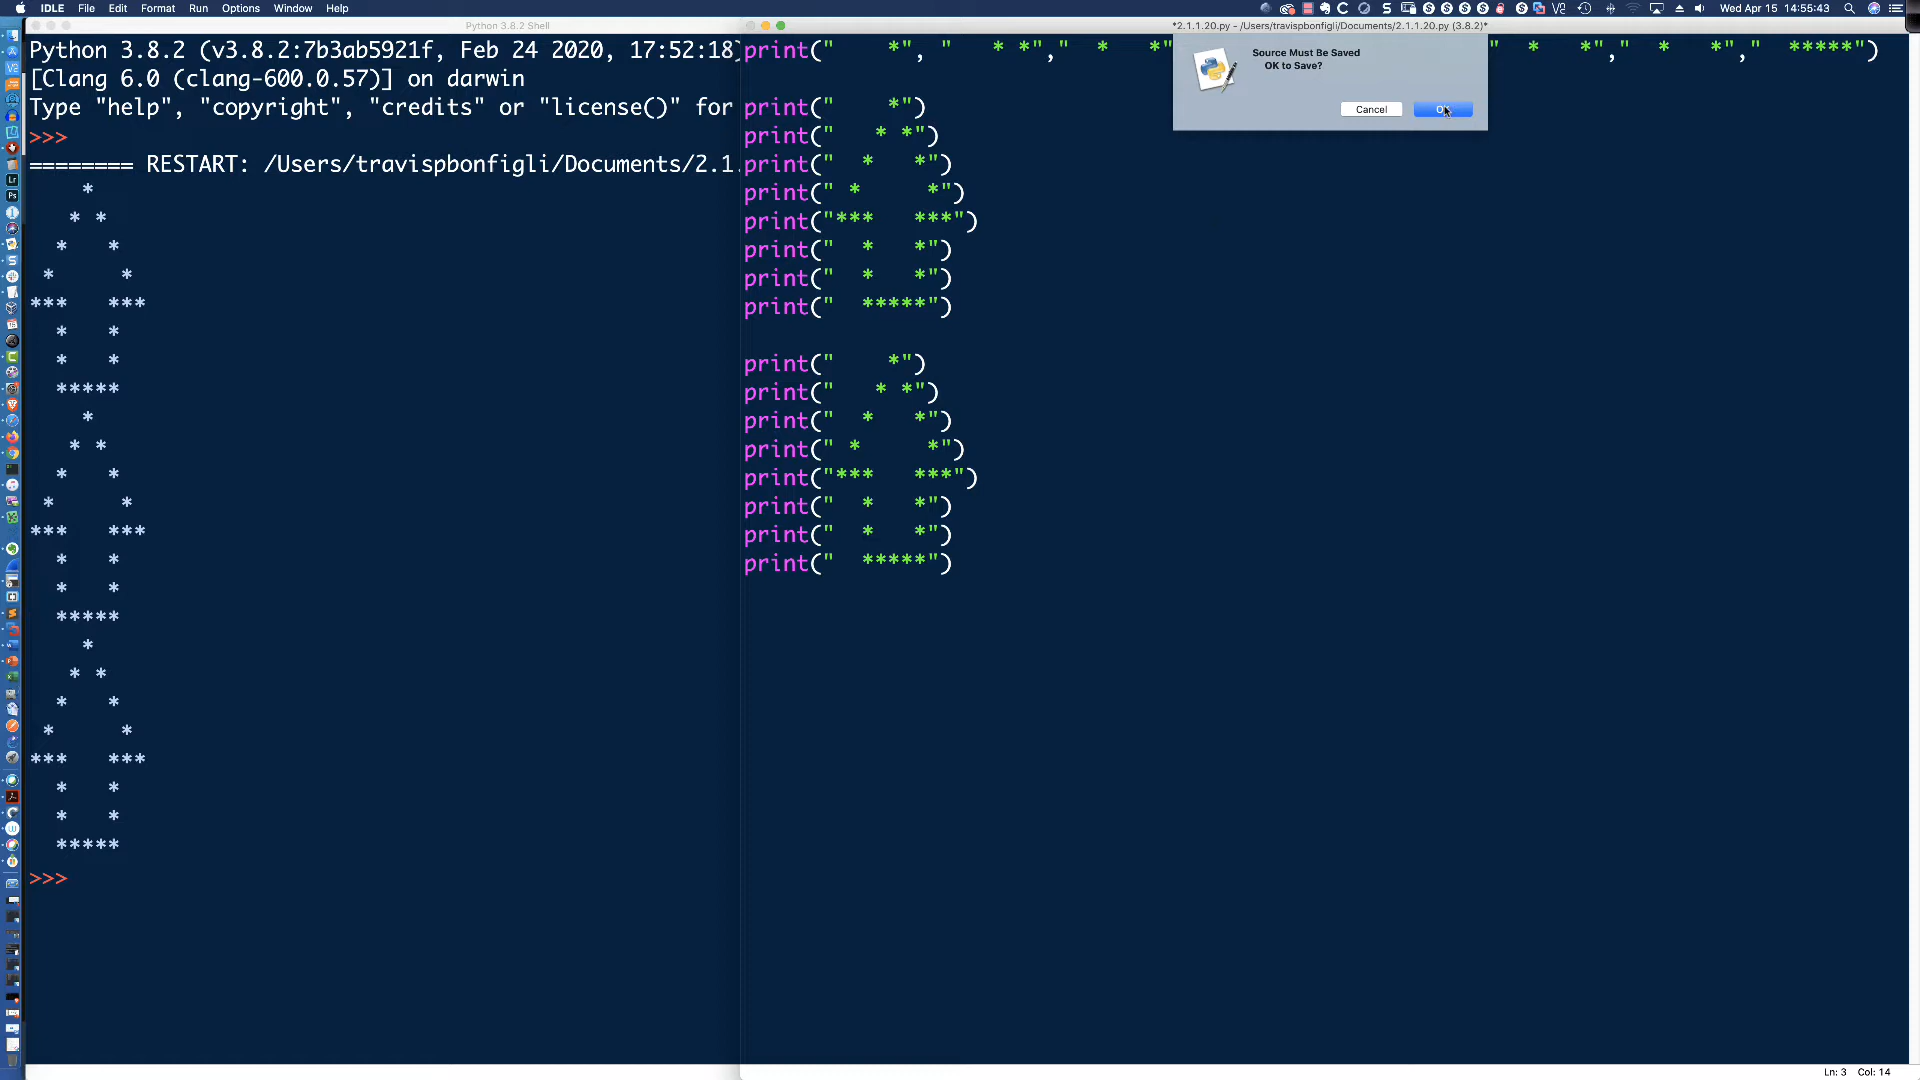 IDLE File Edit Format Run Options Window Help
Wed Apr 15 14:55:43
Python 3.8.2 Shell
Python 3.8.2 (v3.8.2:7b3ab5921f, Feb 24 2020, 17:52:18)
[Clang 6.0 (clang-600.0.57)] on darwin
Type "help", "copyright", "credits" or "license()" for
>>>
======== RESTART: /Users/travispbonfigli/Documents/2.1.
    *
   * *
  *   *
 *      *
***   ***
  *   *
  *   *
  *****
    *
   * *
  *   *
 *      *
***   ***
  *   *
  *   *
  *****
    *
   * *
  *   *
 *      *
***   ***
  *   *
  *   *
  *****
>>>
*2.1.1.20.py - /Users/travispbonfigli/Documents/2.1.1.20.py (3.8.2)*
print("    *", "   * *","  *   *" "  *   *","  *   *","  *****")
print("    *")
print("   * *")
print("  *   *")
print(" *     *")
print("***   ***")
print("  *   *")
print("  *   *")
print("  *****")
print("    *")
print("   * *")
print("  *   *")
print(" *     *")
print("***   ***")
print("  *   *")
print("  *   *")
print("  *****")
Source Must Be Saved
OK to Save?
Cancel
Ln: 3 Col: 14